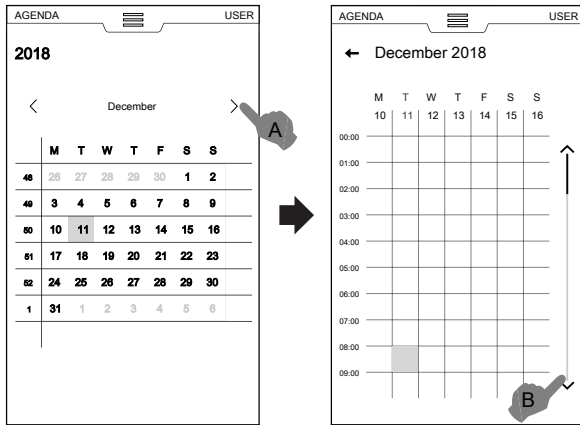 AGENDA USER
2018
December
A
M T W T F S S
48 26 27 28 29 30 1 2
49 3 4 5 6 7 8 9
50 10 11 12 13 14 15 16
51 17 18 19 20 21 22 23
52 24 25 26 27 28 29 30
1 31 1 2 3 4 5 6
AGENDA USER
December 2018
M T W T F S S
10 11 12 13 14 15 16
00:00
01:00
02:00
03:00
04:00
05:00
06:00
07:00
08:00
09:00
B